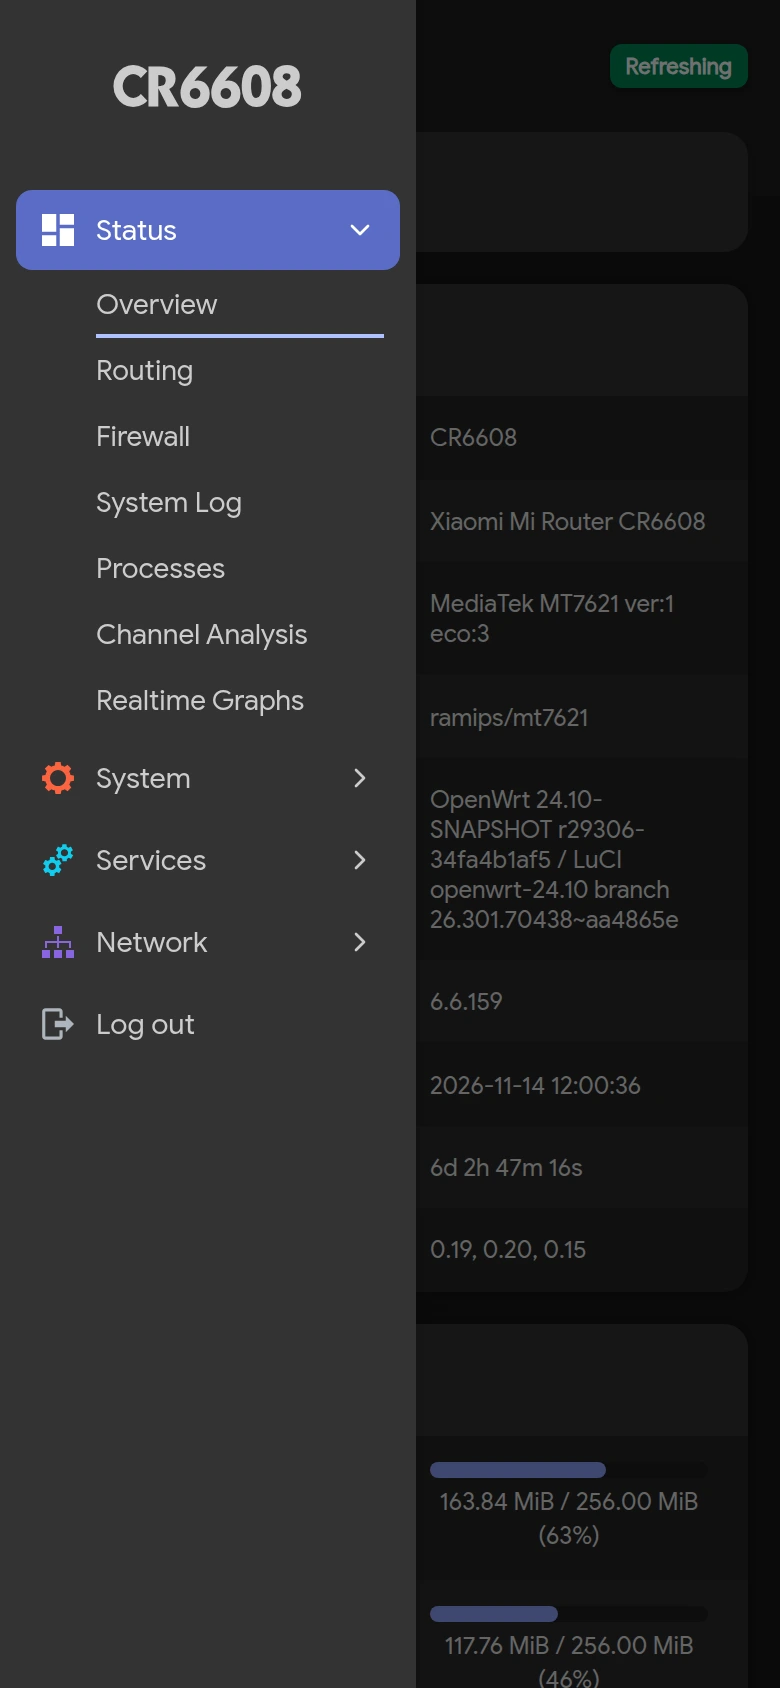 CR6608
Refreshing
Status
Overview
Routing
Firewall
System Log
Processes
Channel Analysis
Realtime Graphs
System
Services
Network
Log out
CR6608
Xiaomi Mi Router CR6608
MediaTek MT7621 ver:1
eco:3
ramips/mt7621
OpenWrt 24.10-
SNAPSHOT r29306-
34fa4b1af5 / LuCI
openwrt-24.10 branch
26.301.70438~aa4865e
6.6.159
2026-11-14 12:00:36
6d 2h 47m 16s
0.19, 0.20, 0.15
163.84 MiB / 256.00 MiB
(63%)
117.76 MiB / 256.00 MiB
(46%)